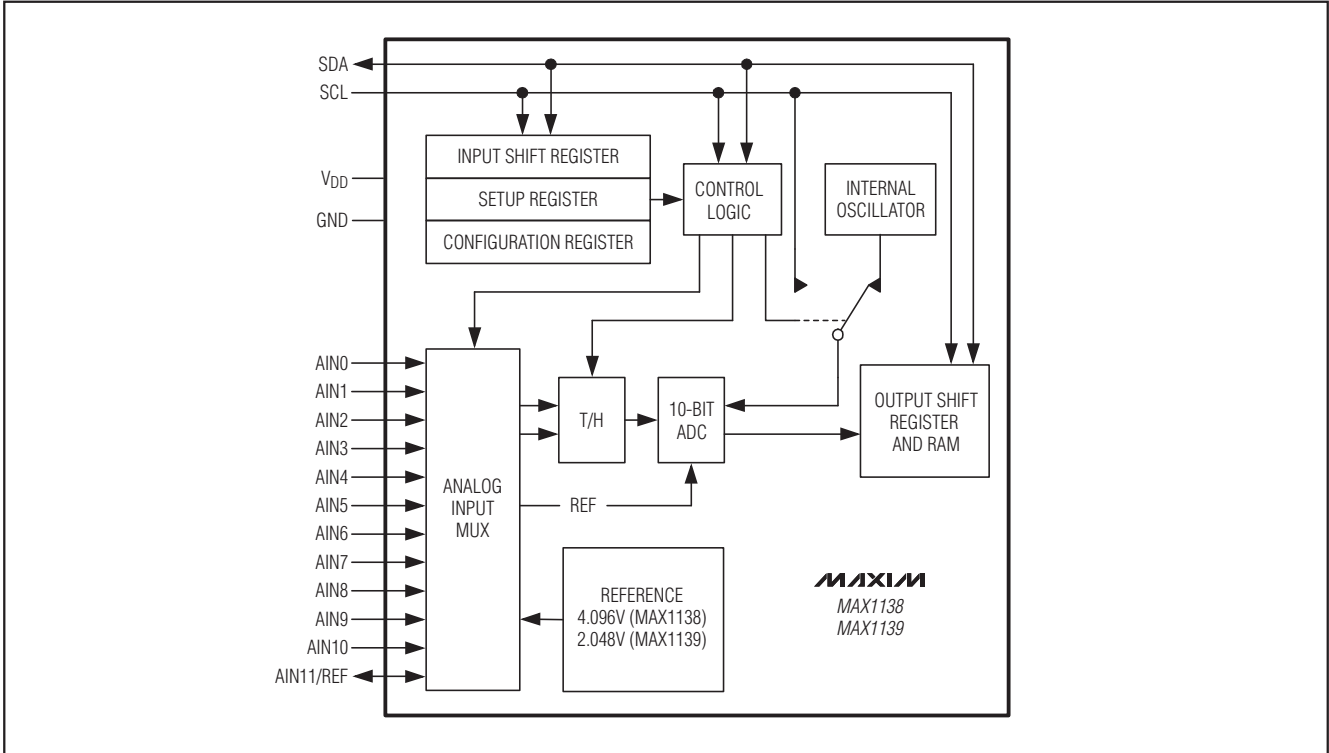 SDA
SCL
VDD
GND
INPUT SHIFT REGISTER
SETUP REGISTER
CONFIGURATION REGISTER
CONTROL
LOGIC
INTERNAL
OSCILLATOR
AIN0
AIN1
AIN2
AIN3
AIN4
AIN5
AIN6
AIN7
AIN8
AIN9
AIN10
AIN11/REF
ANALOG
INPUT
MUX
T/H
10-BIT
ADC
OUTPUT SHIFT
REGISTER
AND RAM
REF
REFERENCE
4.096V (MAX1138)
2.048V (MAX1139)
MAXIM
MAX1138
MAX1139